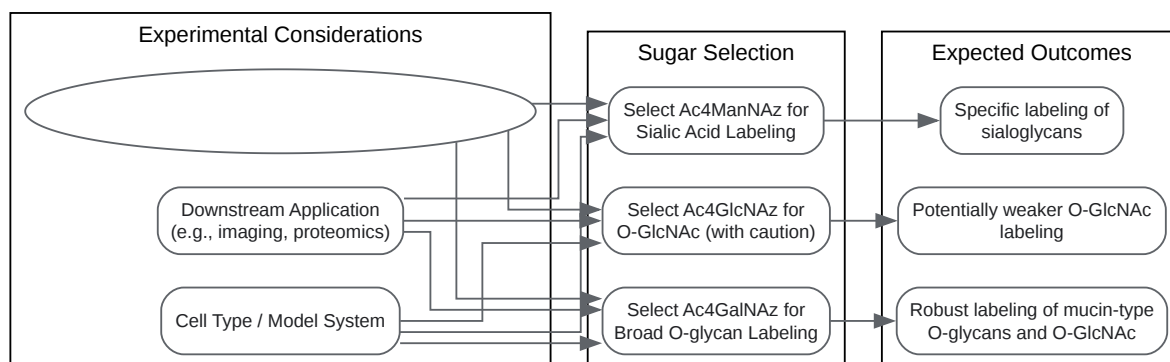 Experimental Considerations
Downstream Application
(e.g., imaging, proteomics)
Cell Type / Model System
Sugar Selection
Select Ac4ManNAz for
Sialic Acid Labeling
Select Ac4GlcNAz for
O-GlcNAc (with caution)
Select Ac4GalNAz for
Broad O-glycan Labeling
Expected Outcomes
Specific labeling of
sialoglycans
Potentially weaker O-GlcNAc
labeling
Robust labeling of mucin-type
O-glycans and O-GlcNAc